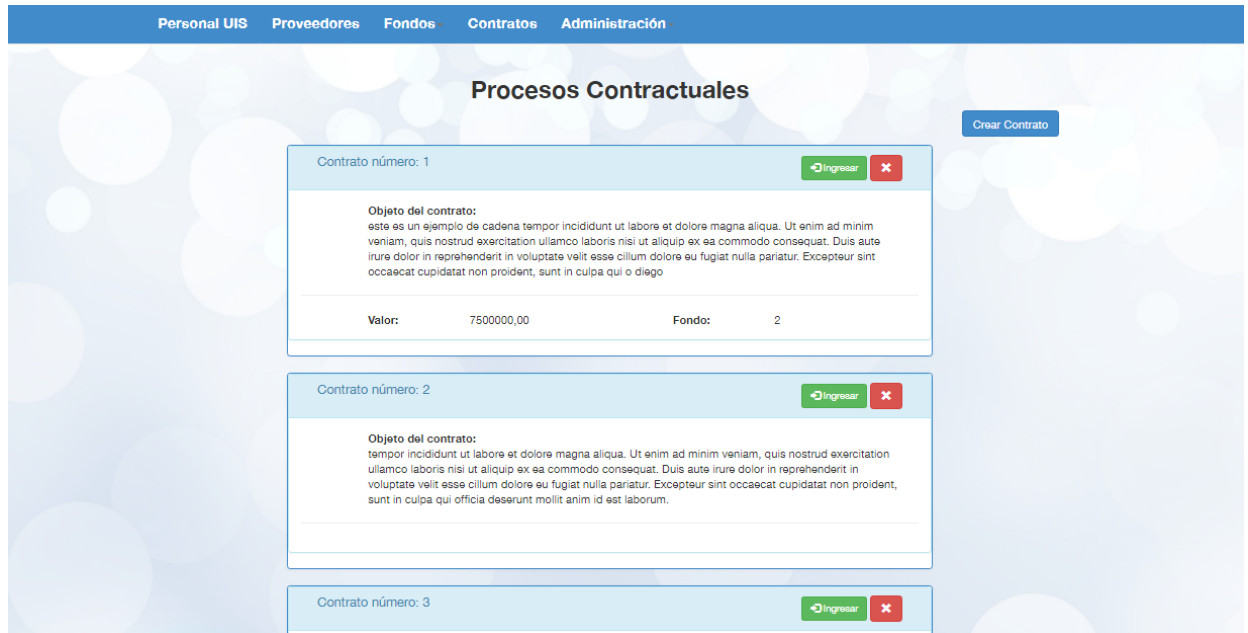 Personal UIS Proveedores Fondos Contratos Administración
Procesos Contractuales
Crear Contrato
Contrato número: 1 Ingresar
Objeto del contrato:
este es un ejemplo de cadena tempor incididunt ut labore et dolore magna aliqua. Ut enim ad minim
veniam, quis nostrud exercitation ullamco laboris nisi ut aliquip ex ea commodo consequat. Duis aute
irure dolor in reprehenderit in voluptate velit esse cillum dolore eu fugiat nulla pariatur. Excepteur sint
occaecat cupidatat non proident, sunt in culpa qui o diego
Valor: 7500000,00 Fondo: 2
Contrato número: 2 Ingresar
Objeto del contrato:
tempor incididunt ut labore et dolore magna aliqua. Ut enim ad minim veniam, quis nostrud exercitation
ullamco laboris nisi ut aliquip ex ea commodo consequat. Duis aute irure dolor in reprehenderit in
voluptate velit esse cillum dolore eu fugiat nulla pariatur. Excepteur sint occaecat cupidatat non proident,
sunt in culpa qui officia deserunt mollit anim id est laborum.
Contrato número: 3 Ingresar